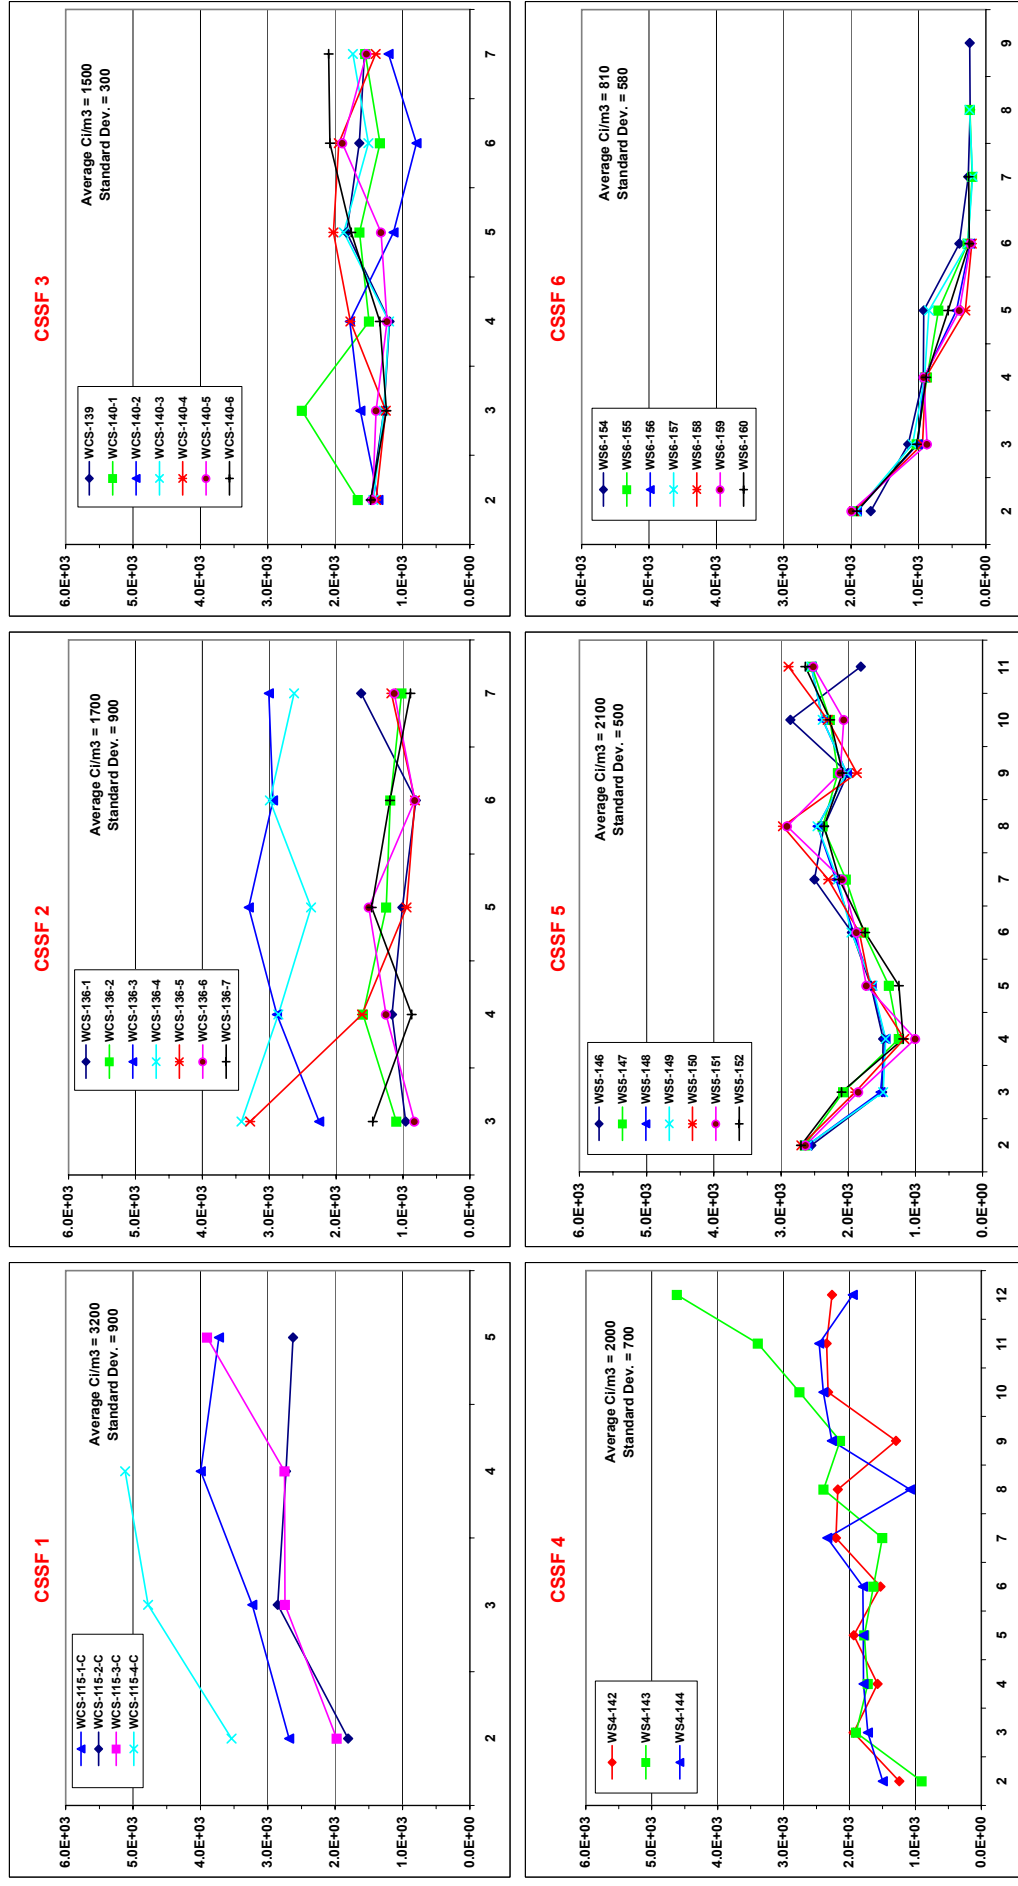 CSSF 1
Average Ci/m3 = 3200
Standard Dev. = 900
WCS-115-1-C
WCS-115-2-C
WCS-115-3-C
WCS-115-4-C
6.0E+03
5.0E+03
4.0E+03
3.0E+03
2.0E+03
1.0E+03
0.0E+00
2 3 4 5
CSSF 2
Average Ci/m3 = 1700
Standard Dev. = 900
WCS-136-1
WCS-136-2
WCS-136-3
WCS-136-4
WCS-136-5
WCS-136-6
WCS-136-7
6.0E+03
5.0E+03
4.0E+03
3.0E+03
2.0E+03
1.0E+03
0.0E+00
3 4 5 6 7
CSSF 3
Average Ci/m3 = 1500
Standard Dev. = 300
WCS-139
WCS-140-1
WCS-140-2
WCS-140-3
WCS-140-4
WCS-140-5
WCS-140-6
6.0E+03
5.0E+03
4.0E+03
3.0E+03
2.0E+03
1.0E+03
0.0E+00
2 3 4 5 6 7
CSSF 4
Average Ci/m3 = 2000
Standard Dev. = 700
WS4-142
WS4-143
WS4-144
6.0E+03
5.0E+03
4.0E+03
3.0E+03
2.0E+03
1.0E+03
0.0E+00
2 3 4 5 6 7 8 9 10 11 12
CSSF 5
Average Ci/m3 = 2100
Standard Dev. = 500
WS5-146
WS5-147
WS5-148
WS5-149
WS5-150
WS5-151
WS5-152
6.0E+03
5.0E+03
4.0E+03
3.0E+03
2.0E+03
1.0E+03
0.0E+00
2 3 4 5 6 7 8 9 10 11
CSSF 6
Average Ci/m3 = 810
Standard Dev. = 580
WS6-154
WS6-155
WS6-156
WS6-157
WS6-158
WS6-159
WS6-160
6.0E+03
5.0E+03
4.0E+03
3.0E+03
2.0E+03
1.0E+03
0.0E+00
2 3 4 5 6 7 8 9